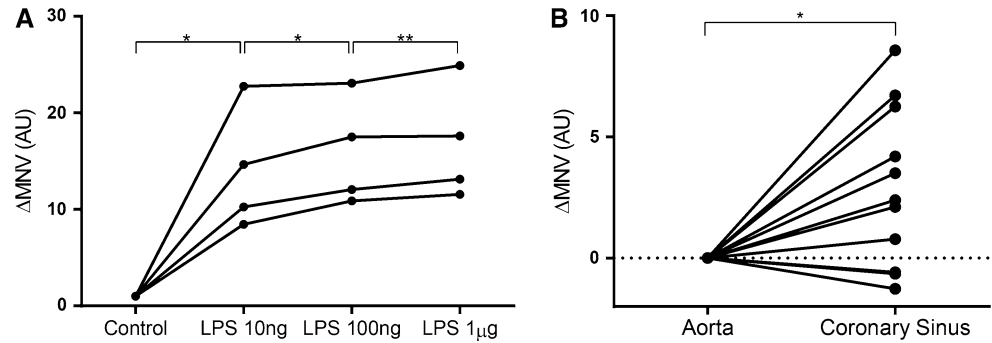 A
B
*
*
**
*
30
20
10
0
ΔMNV (AU)
Control
LPS 10ng
LPS 100ng
LPS 1µg
10
5
0
ΔMNV (AU)
Aorta
Coronary Sinus